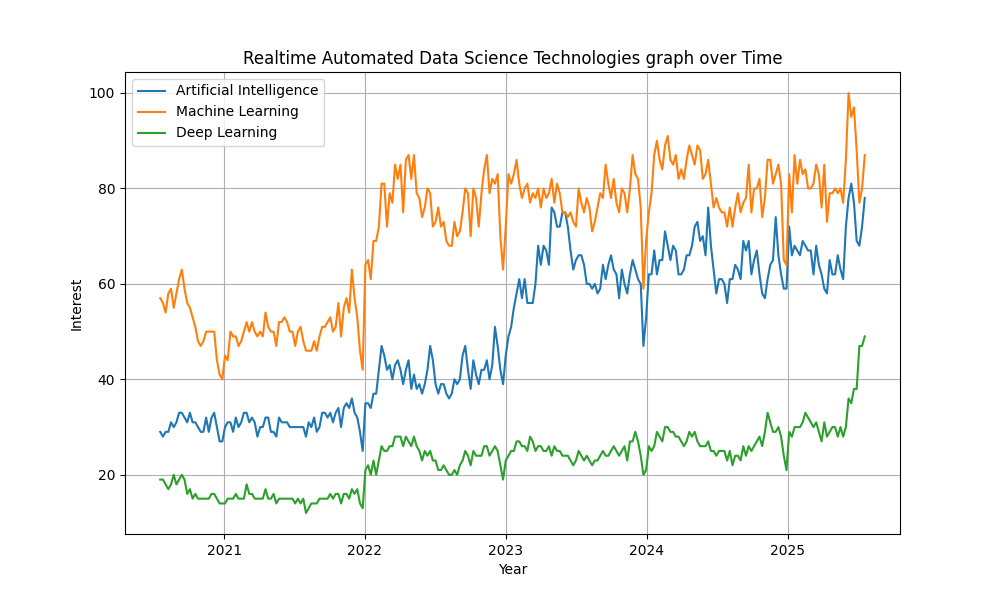 Realtime Automated Data Science Technologies graph over Time
Artificial Intelligence
Machine Learning
Deep Learning
100
80
60
40
20
Interest
2021 2022 2023 2024 2025
Year